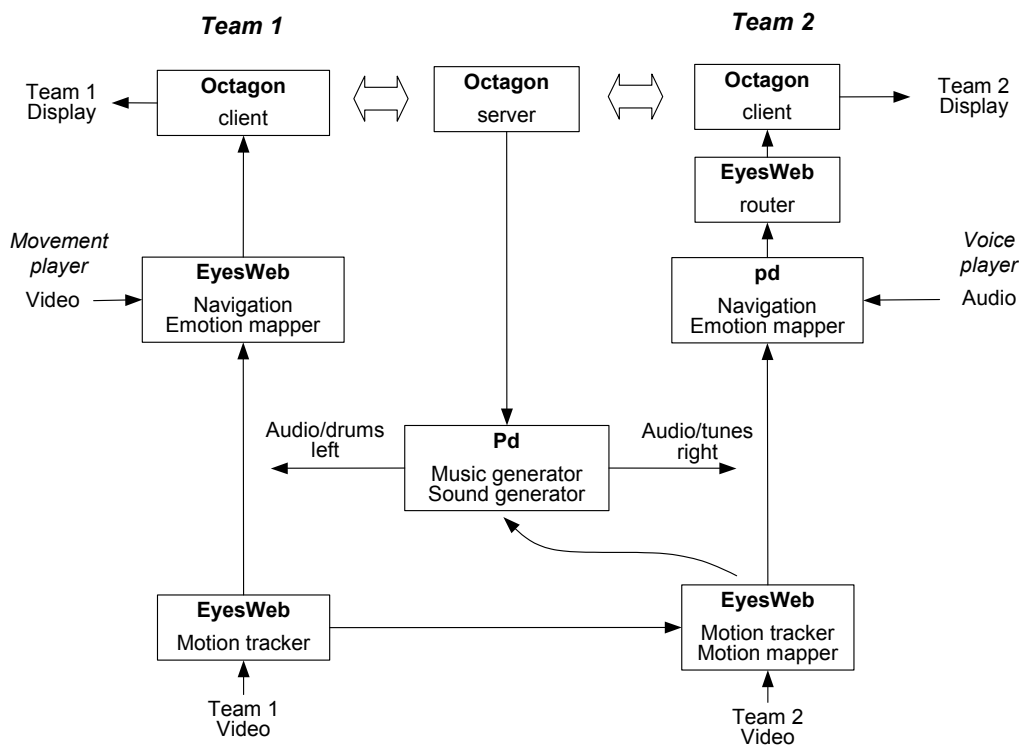 Team 1
Team 2
Team 1
Display
Octagon
client
Octagon
server
Octagon
client
Team 2
Display
EyesWeb
router
Movement
player
Video
EyesWeb
Navigation
Emotion mapper
pd
Navigation
Emotion mapper
Voice
player
Audio
Audio/drums
left
Pd
Music generator
Sound generator
Audio/tunes
right
EyesWeb
Motion tracker
EyesWeb
Motion tracker
Motion mapper
Team 1
Video
Team 2
Video